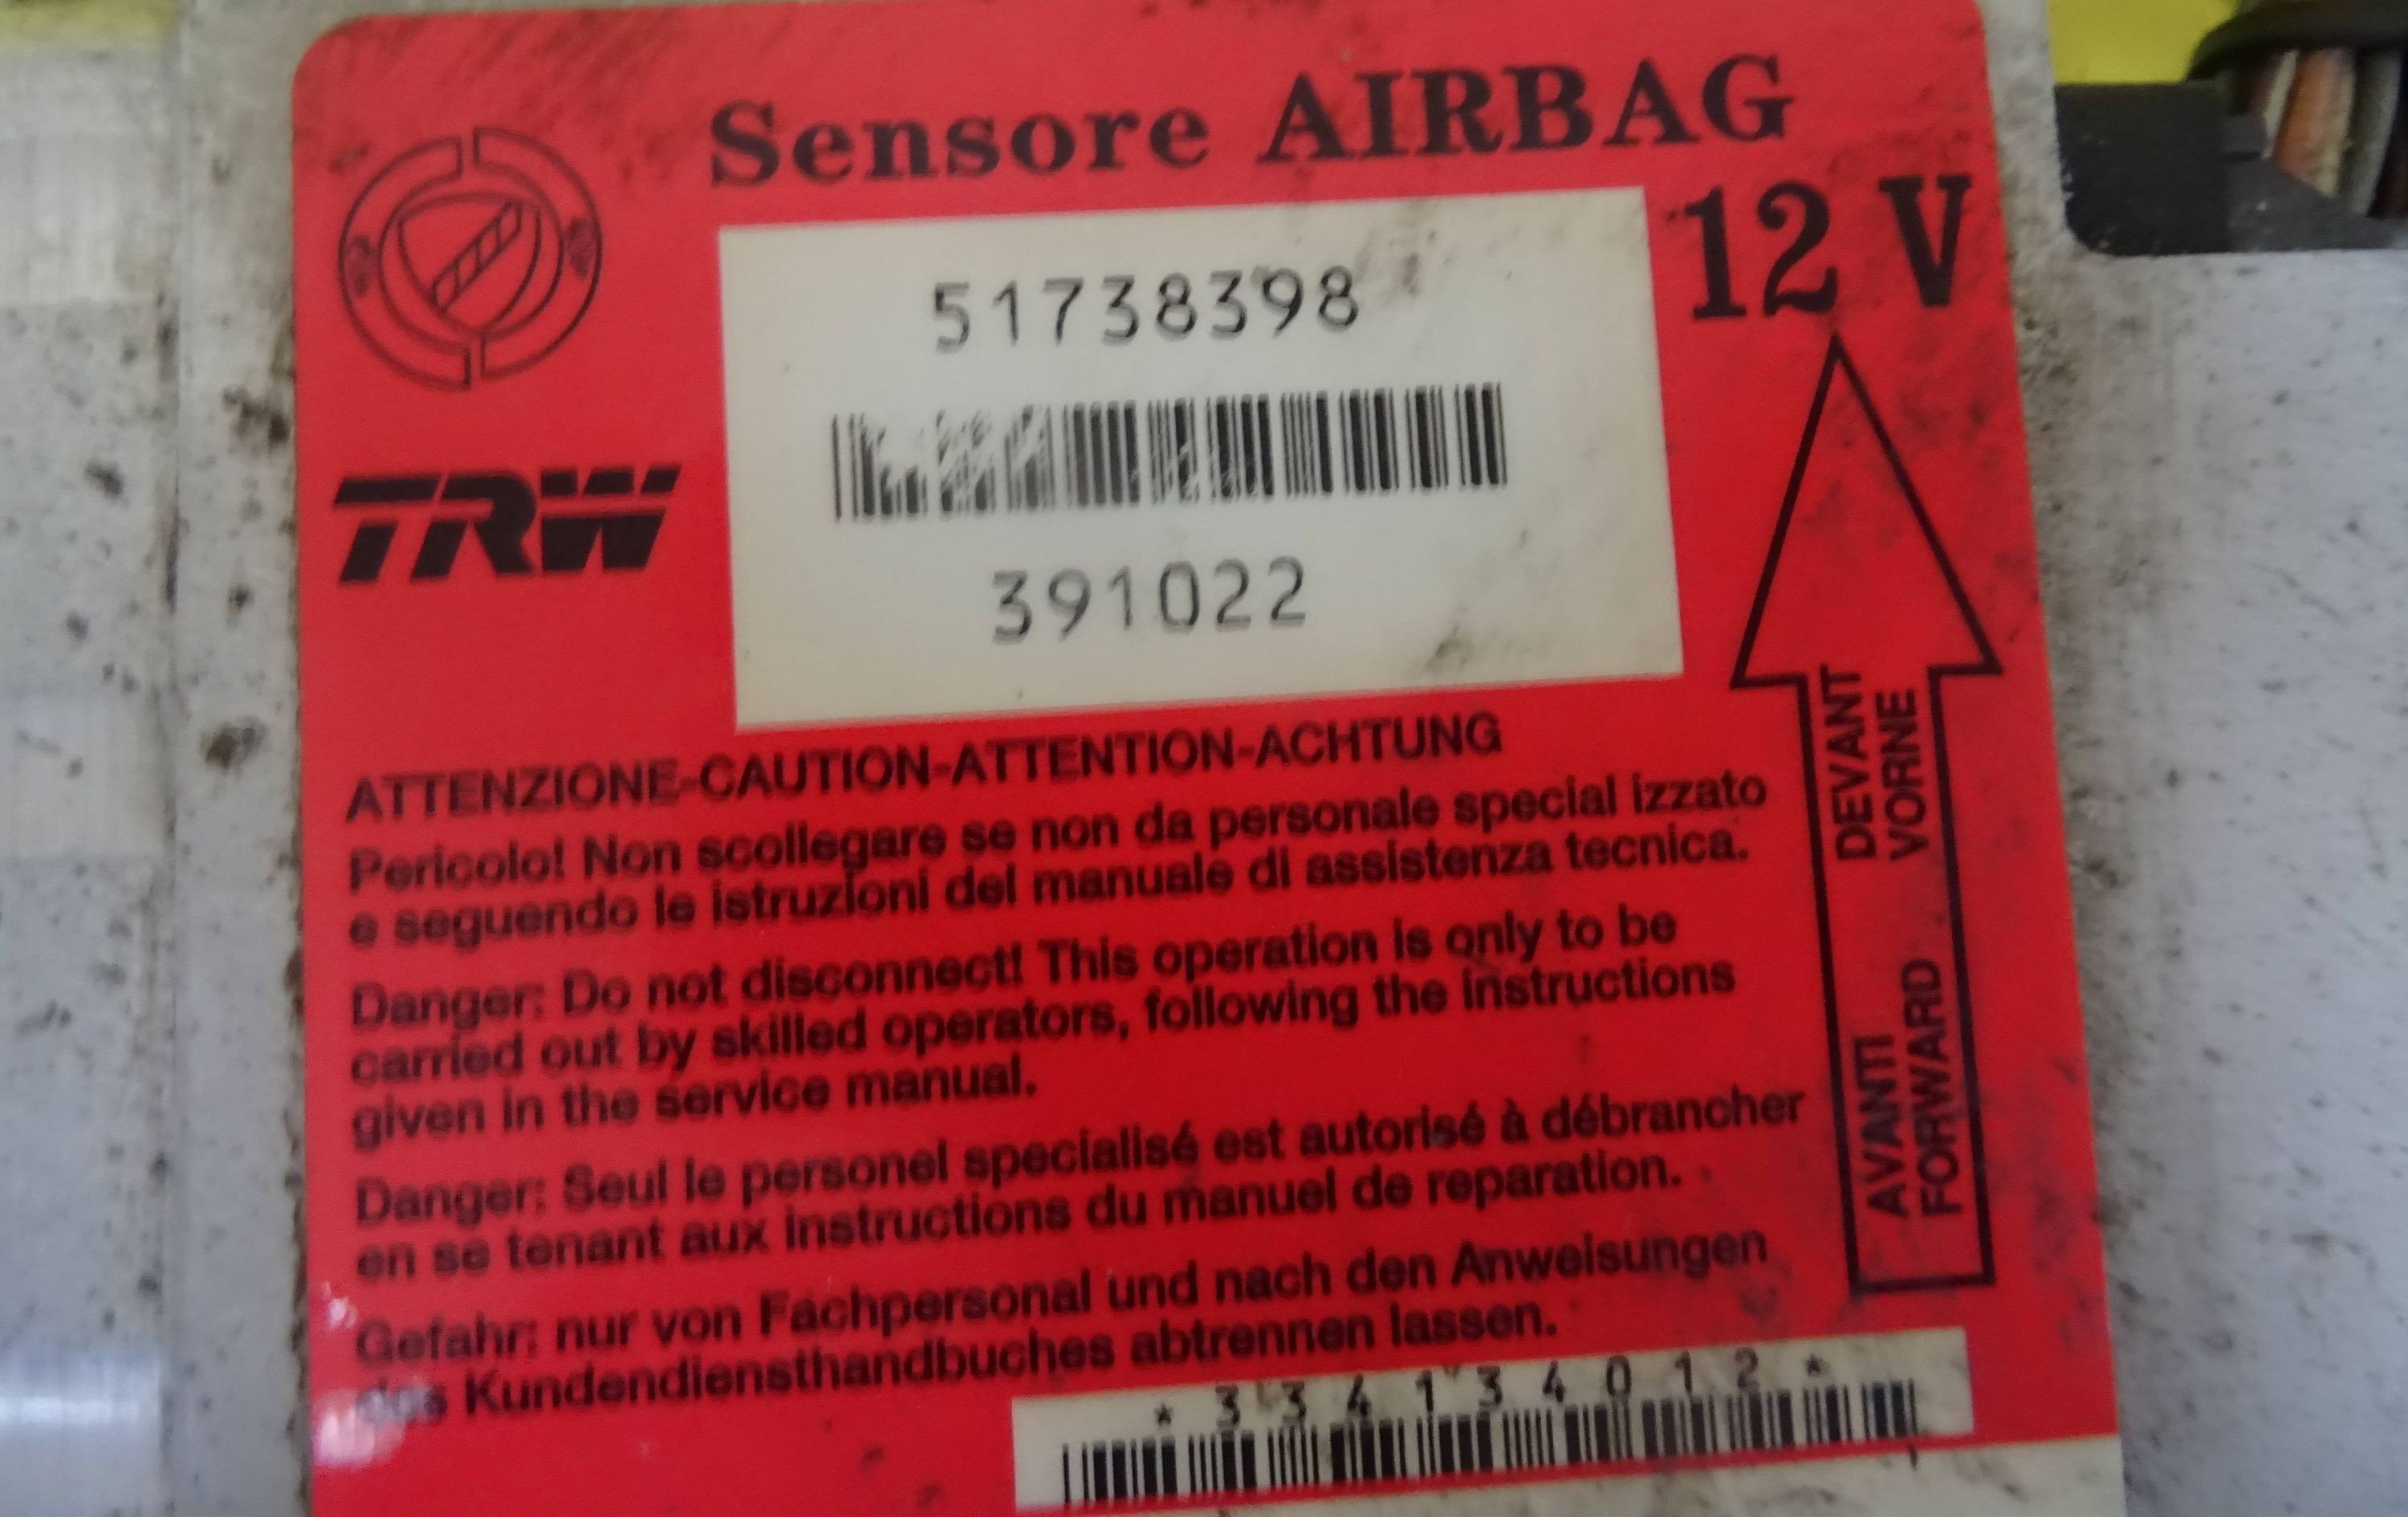 Sensore AIRBAG
12 V
51738398
TRW
391022
ATTENZIONE-CAUTION-ATTENTION-ACHTUNG
Pericolo! Non scollegare se non da personale special izzato
e seguendo le istruzioni del manuale di assistenza tecnica.
Danger: Do not disconnect! This operation is only to be
carried out by skilled operators, following the instructions
given in the service manual.
Danger: Seul le personel specialisé est autorisé à débrancher
en se tenant aux instructions du manuel de reparation.
Gefahr: nur von Fachpersonal und nach den Anweisungen
des Kundendiensthandbuches abtrennen lassen.
DEVANT
VORNE
AVANTI
FORWARD
*334134012*